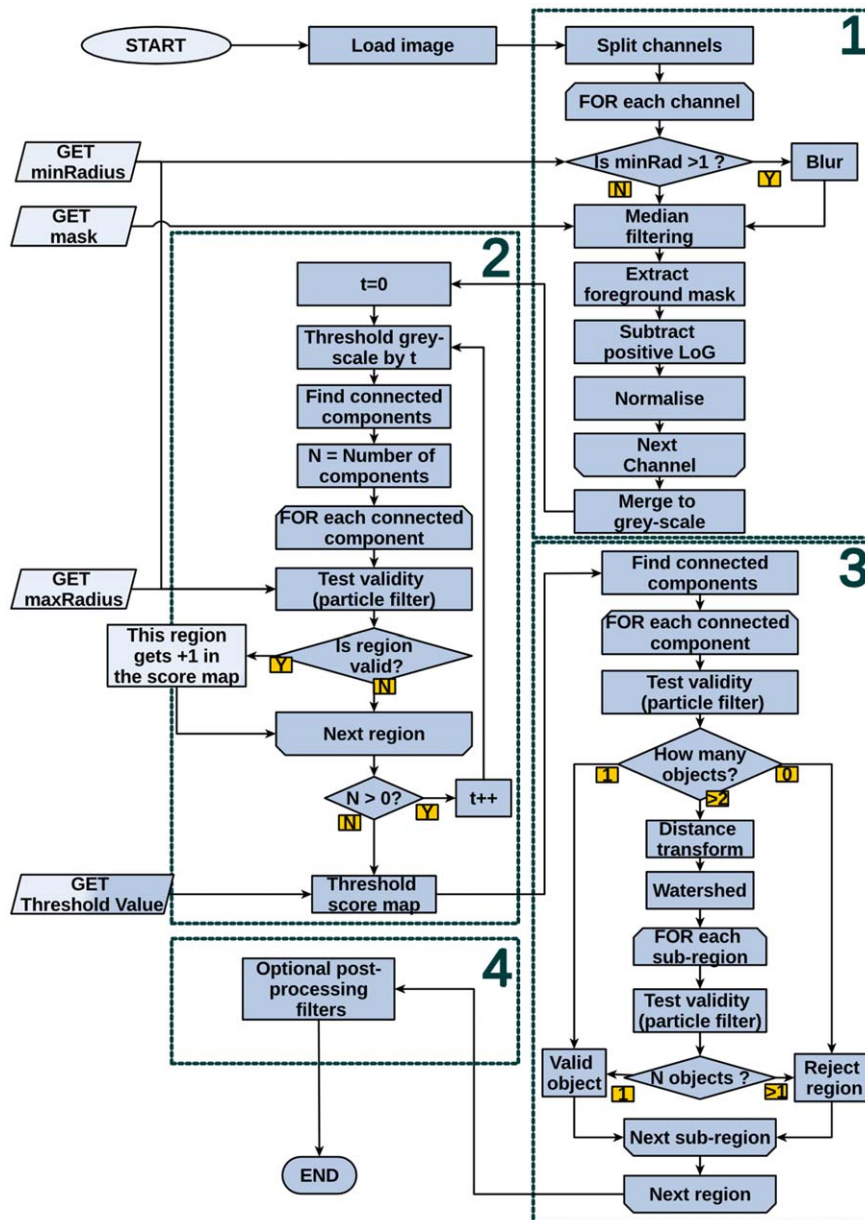 START
Load image
Split channels
1
FOR each channel
GET
minRadius
Is minRad >1 ?
Y
N
Blur
GET
mask
Median
filtering
Extract
foreground mask
Subtract
positive LoG
Normalise
Next
Channel
Merge to
grey-scale
2
t=0
Threshold grey-
scale by t
Find connected
components
N = Number of
components
FOR each connected
component
GET
maxRadius
Test validity
(particle filter)
Is region
valid?
Y
N
This region
gets +1 in
the score map
Next region
N > 0?
Y
N
t++
GET
Threshold Value
Threshold
score map
3
Find connected
components
FOR each connected
component
Test validity
(particle filter)
How many
objects?
1
0
>2
Distance
transform
Watershed
FOR each
sub-region
Test validity
(particle filter)
Valid
object
N objects ?
1
>1
Reject
region
Next sub-region
Next region
4
Optional post-
processing
filters
END